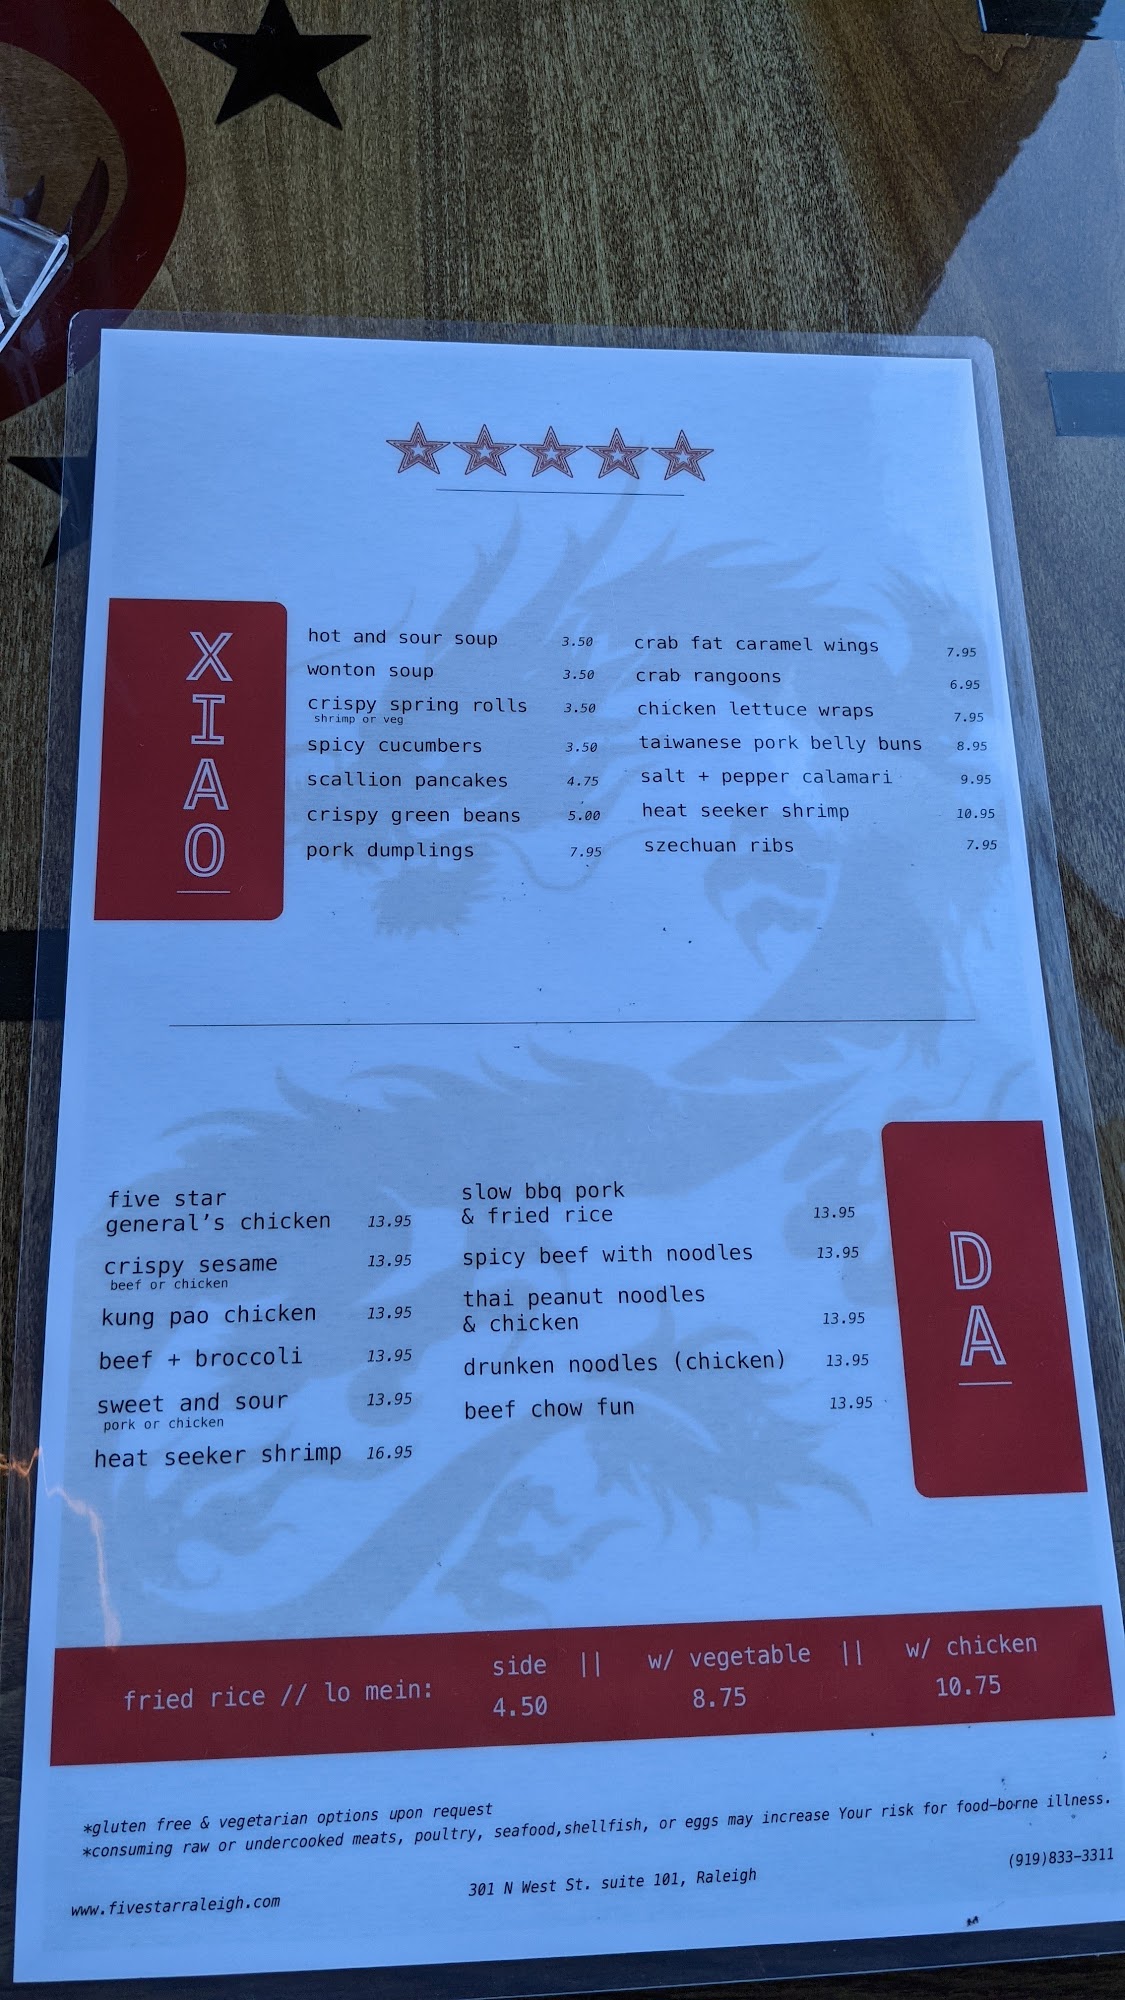 XIAO
hot and sour soup 3.50
wonton soup 3.50
crispy spring rolls 3.50
shrimp or veg
spicy cucumbers 3.50
scallion pancakes 4.75
crispy green beans 5.00
pork dumplings 7.95
crab fat caramel wings 7.95
crab rangoons 6.95
chicken lettuce wraps 7.95
taiwanese pork belly buns 8.95
salt + pepper calamari 9.95
heat seeker shrimp 10.95
szechuan ribs 7.95
five star
general's chicken 13.95
crispy sesame 13.95
beef or chicken
kung pao chicken 13.95
beef + broccoli 13.95
sweet and sour 13.95
pork or chicken
heat seeker shrimp 16.95
slow bbq pork
& fried rice 13.95
spicy beef with noodles 13.95
thai peanut noodles
& chicken 13.95
drunken noodles (chicken) 13.95
beef chow fun 13.95
DA
fried rice // lo mein:
side || w/ vegetable || w/ chicken
4.50 8.75 10.75
*gluten free & vegetarian options upon request
*consuming raw or undercooked meats, poultry, seafood,shellfish, or eggs may increase Your risk for food-borne illness.
www.fivestarraleigh.com 301 N West St. suite 101, Raleigh (919)833-3311